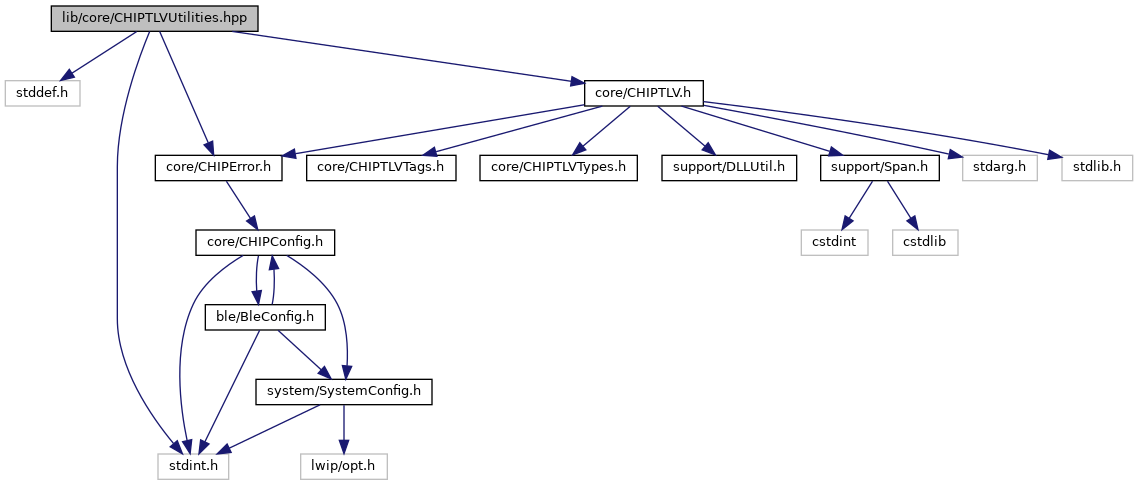 lib/core/CHIPTLVUtilities.hpp
stddef.h
core/CHIPTLV.h
core/CHIPError.h
core/CHIPTLVTags.h
core/CHIPTLVTypes.h
support/DLLUtil.h
support/Span.h
stdarg.h
stdlib.h
core/CHIPConfig.h
cstdint
cstdlib
ble/BleConfig.h
system/SystemConfig.h
stdint.h
lwip/opt.h